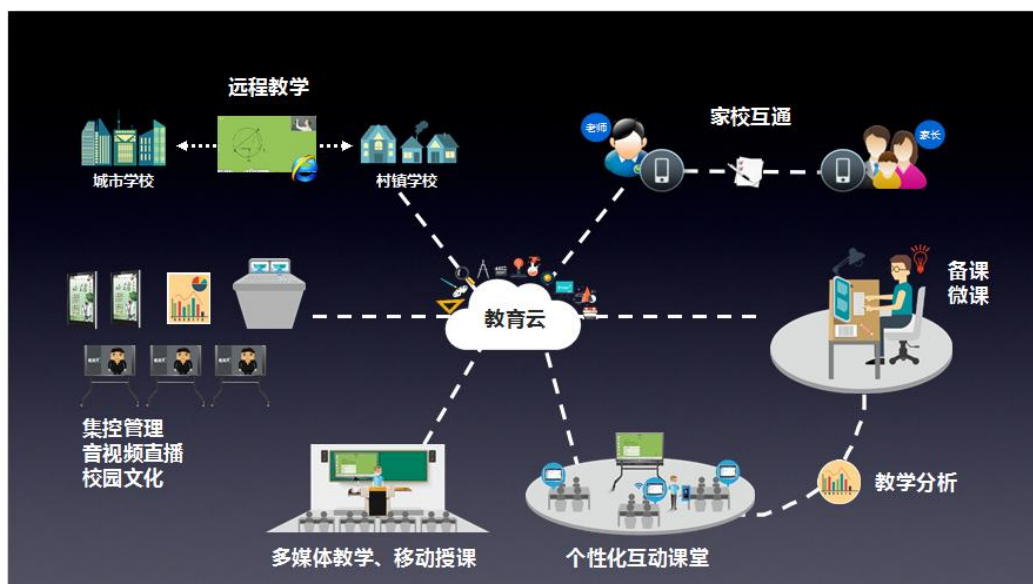 远程教学
城市学校
村镇学校
老师
家校互通
家长
教育云
备课
微课
集控管理
音视频直播
校园文化
多媒体教学、移动授课
个性化互动课堂
教学分析